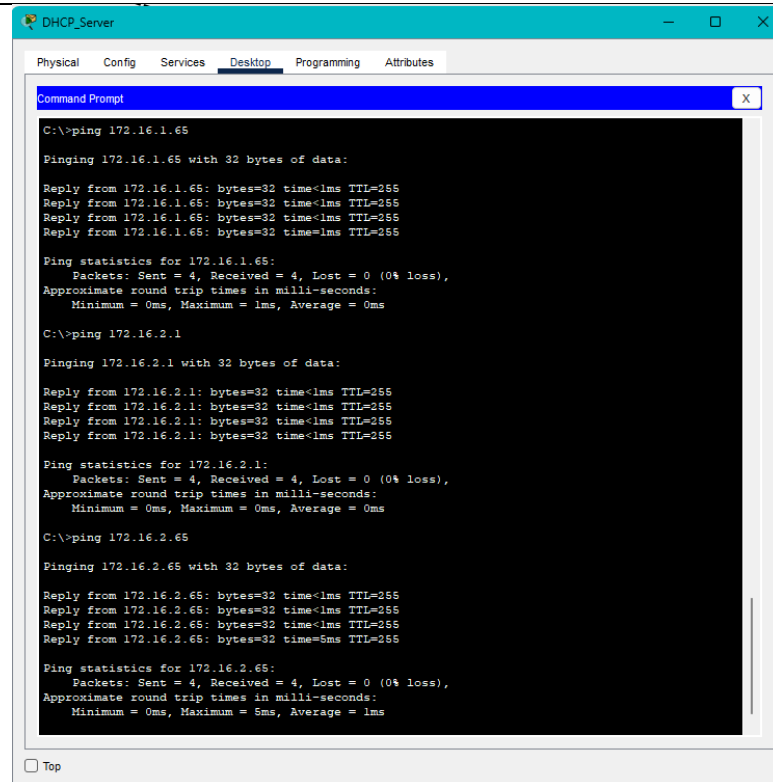 DHCP_Server
Physical Config Services Desktop Programming Attributes
Command Prompt X
C:\>ping 172.16.1.65
Pinging 172.16.1.65 with 32 bytes of data:
Reply from 172.16.1.65: bytes=32 time<1ms TTL=255
Reply from 172.16.1.65: bytes=32 time<1ms TTL=255
Reply from 172.16.1.65: bytes=32 time<1ms TTL=255
Reply from 172.16.1.65: bytes=32 time=1ms TTL=255
Ping statistics for 172.16.1.65:
Packets: Sent = 4, Received = 4, Lost = 0 (0% loss),
Approximate round trip times in milli-seconds:
Minimum = 0ms, Maximum = 1ms, Average = 0ms
C:\>ping 172.16.2.1
Pinging 172.16.2.1 with 32 bytes of data:
Reply from 172.16.2.1: bytes=32 time<1ms TTL=255
Reply from 172.16.2.1: bytes=32 time<1ms TTL=255
Reply from 172.16.2.1: bytes=32 time<1ms TTL=255
Reply from 172.16.2.1: bytes=32 time<1ms TTL=255
Ping statistics for 172.16.2.1:
Packets: Sent = 4, Received = 4, Lost = 0 (0% loss),
Approximate round trip times in milli-seconds:
Minimum = 0ms, Maximum = 0ms, Average = 0ms
C:\>ping 172.16.2.65
Pinging 172.16.2.65 with 32 bytes of data:
Reply from 172.16.2.65: bytes=32 time<1ms TTL=255
Reply from 172.16.2.65: bytes=32 time<1ms TTL=255
Reply from 172.16.2.65: bytes=32 time<1ms TTL=255
Reply from 172.16.2.65: bytes=32 time=5ms TTL=255
Ping statistics for 172.16.2.65:
Packets: Sent = 4, Received = 4, Lost = 0 (0% loss),
Approximate round trip times in milli-seconds:
Minimum = 0ms, Maximum = 5ms, Average = 1ms
Top